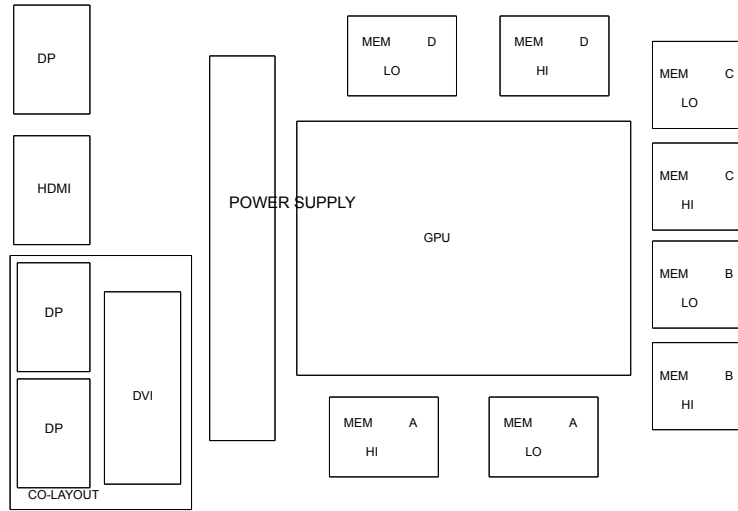 DP
HDMI
DP
DP
DVI
CO-LAYOUT
POWER SUPPLY
GPU
MEM D
LO
MEM D
HI
MEM C
LO
MEM C
HI
MEM B
LO
MEM B
HI
MEM A
HI
MEM A
LO